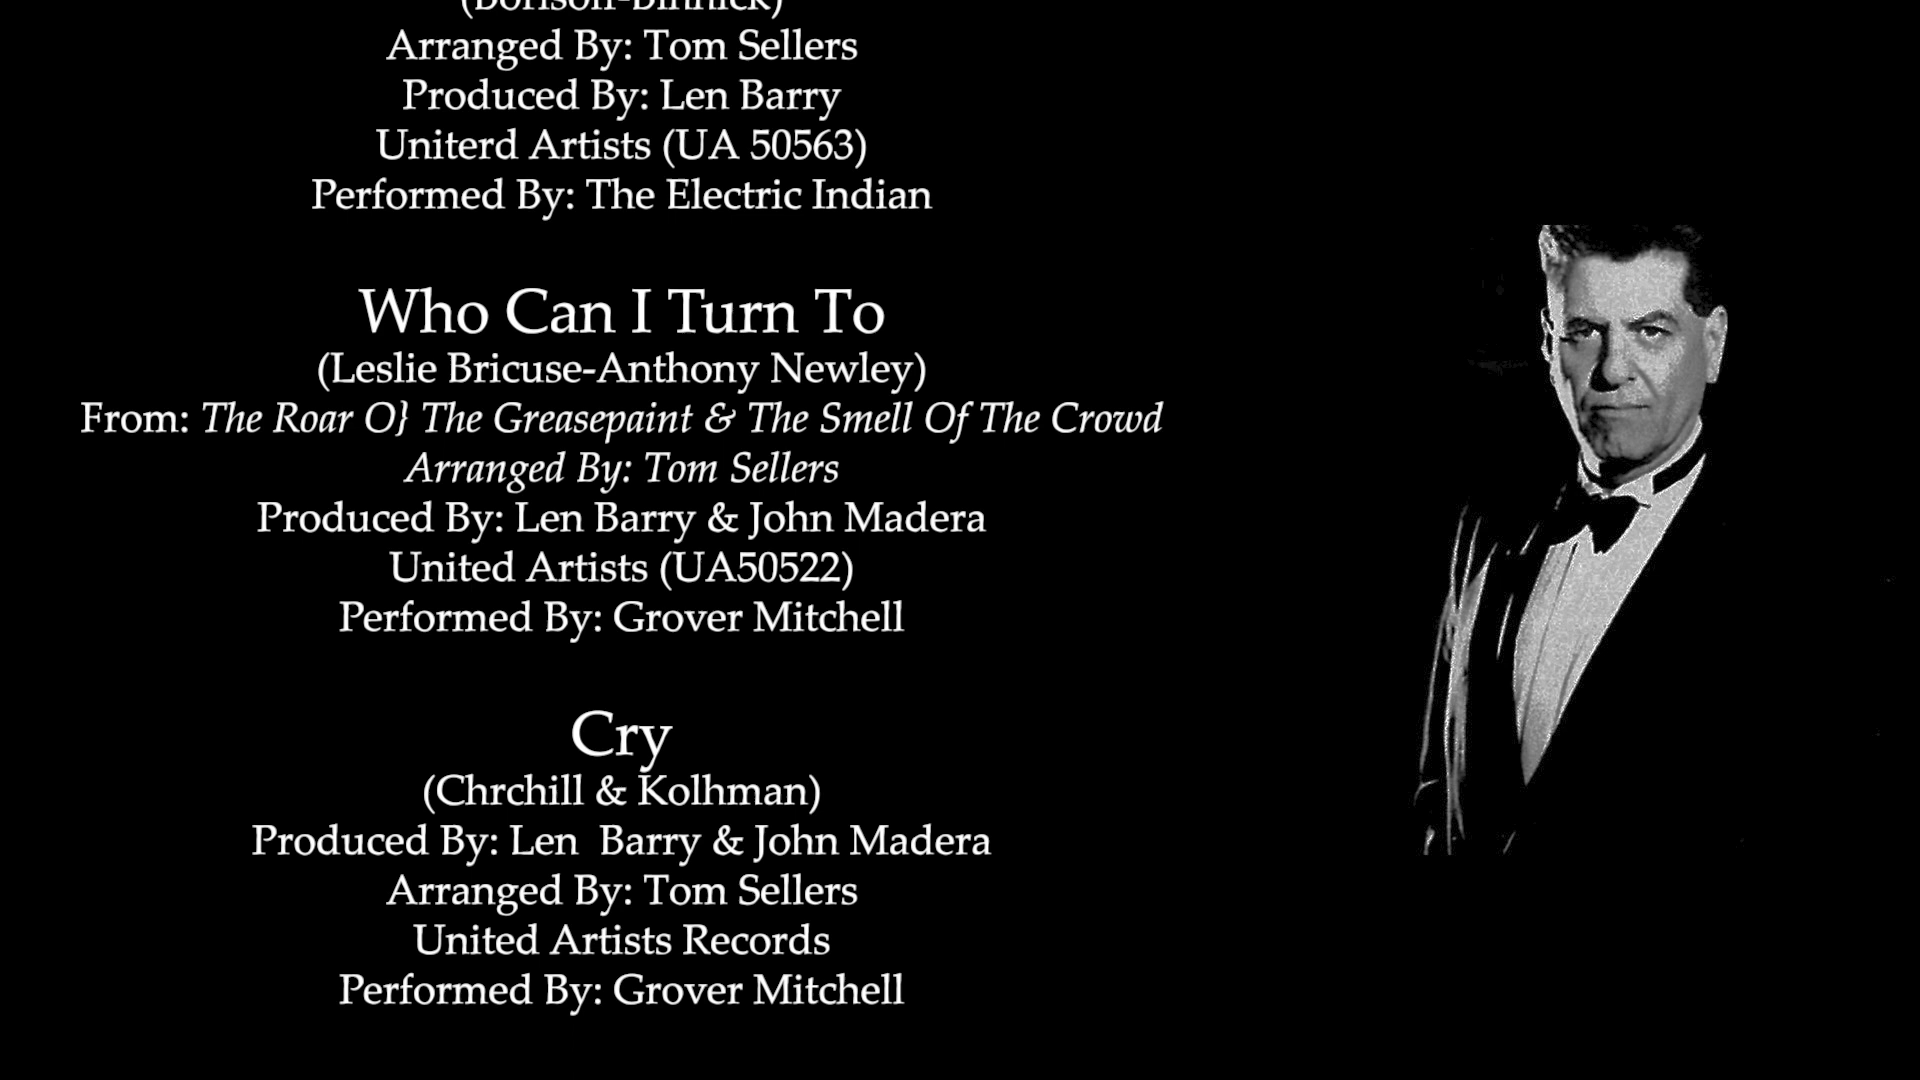 (Borison-Binnick)
Arranged By: Tom Sellers
Produced By: Len Barry
Uniterd Artists (UA 50563)
Performed By: The Electric Indian
Who Can I Turn To
(Leslie Bricuse-Anthony Newley)
From: The Roar O} The Greasepaint & The Smell Of The Crowd
Arranged By: Tom Sellers
Produced By: Len Barry & John Madera
United Artists (UA50522)
Performed By: Grover Mitchell
Cry
(Chrchill & Kolhman)
Produced By: Len  Barry & John Madera
Arranged By: Tom Sellers
United Artists Records
Performed By: Grover Mitchell